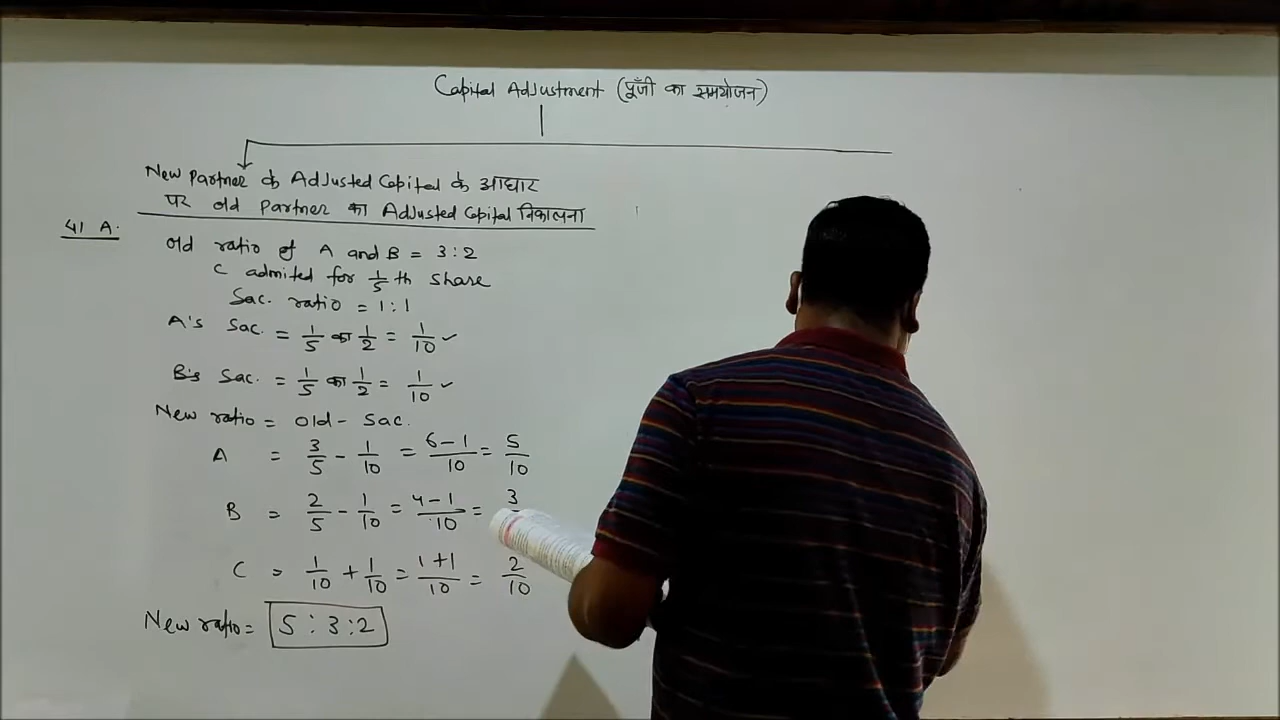 Capital Adjustment (पूँजी का समयोजन)
New Partner के Adjusted Capital के आधार
पर old Partner का Adjusted Capital निकालना
41 A.
Old ratio of A and B = 3:2
C admited for 1/5 th share
Sac. ratio = 1:1
A's Sac. = 1/5 का 1/2 = 1/10 ✓
B's Sac. = 1/5 का 1/2 = 1/10 ✓
New ratio = Old - Sac.
A = 3/5 - 1/10 = 6-1/10 = 5/10
B = 2/5 - 1/10 = 4-1/10 = 3
C = 1/10 + 1/10 = 1+1/10 = 2/10
New ratio = 5:3:2